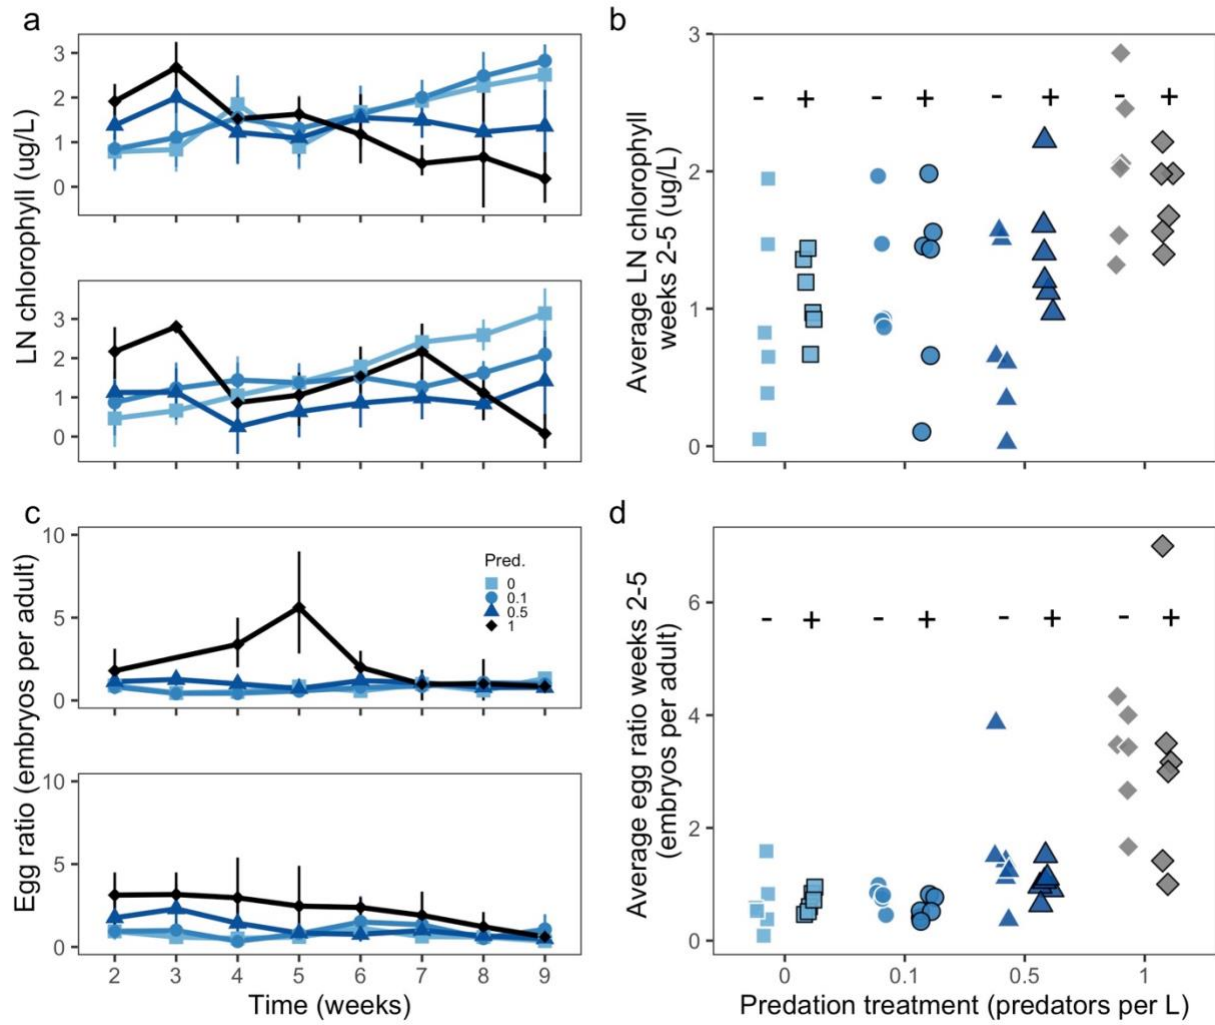 a
3
2
1
0
3
2
1
0
LN chlorophyll (ug/L)
b
3
2
1
0
- + - + - + - +
Average LN chlorophyll
weeks 2-5 (ug/L)
c
10
5
0
10
5
0
Egg ratio (embryos per adult)
Pred.
0
0.1
0.5
1
2 3 4 5 6 7 8 9
Time (weeks)
d
6
4
2
0
- + - + - + - +
Average egg ratio weeks 2-5
(embryos per adult)
0 0.1 0.5 1
Predation treatment (predators per L)